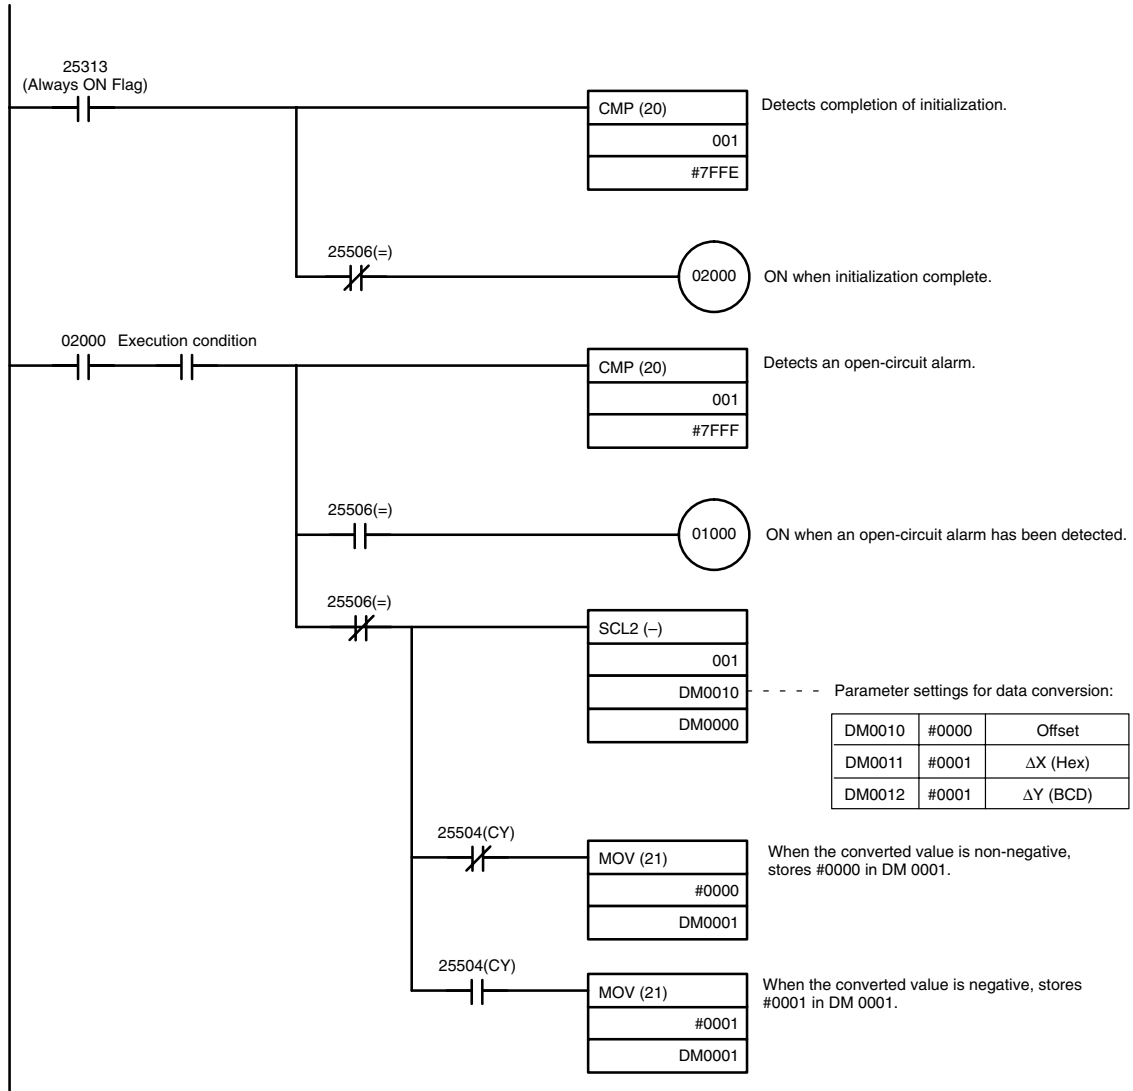 25313
(Always ON Flag)
CMP (20)
001
#7FFE
Detects completion of initialization.
25506(=)
02000
ON when initialization complete.
02000 Execution condition
CMP (20)
001
#7FFF
Detects an open-circuit alarm.
25506(=)
01000
ON when an open-circuit alarm has been detected.
25506(=)
SCL2 (–)
001
DM0010
DM0000
Parameter settings for data conversion:
DM0010 #0000 Offset
DM0011 #0001 ΔX (Hex)
DM0012 #0001 ΔY (BCD)
25504(CY)
MOV (21)
#0000
DM0001
When the converted value is non-negative,
stores #0000 in DM 0001.
25504(CY)
MOV (21)
#0001
DM0001
When the converted value is negative, stores
#0001 in DM 0001.